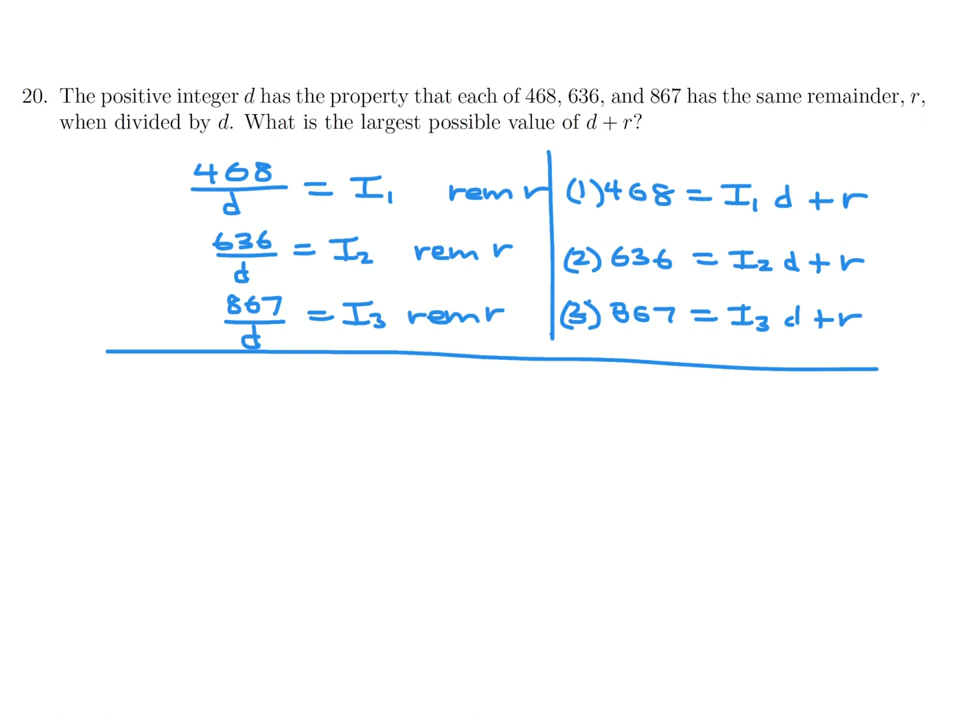 20. The positive integer d has the property that each of 468, 636, and 867 has the same remainder, r,
when divided by d. What is the largest possible value of d + r?
468/d = I₁ rem r (1) 468 = I₁ d + r
636/d = I₂ rem r (2) 636 = I₂ d + r
867/d = I₃ rem r (3) 867 = I₃ d + r